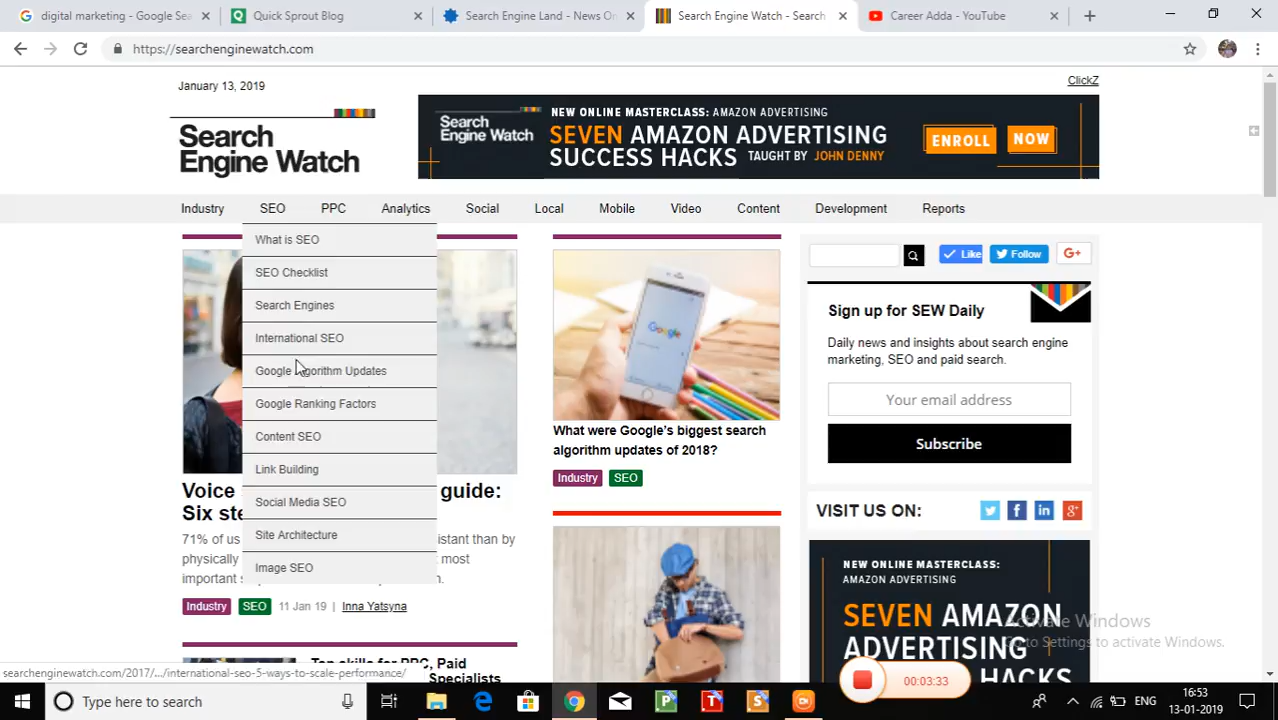 digital marketing - Google Sea
Quick Sprout Blog
Search Engine Land - News On
Search Engine Watch - Search
Career Adda - YouTube
https://searchenginewatch.com
January 13, 2019
ClickZ
Search
Engine Watch
Search
Engine Watch
NEW ONLINE MASTERCLASS: AMAZON ADVERTISING
SEVEN AMAZON ADVERTISING
SUCCESS HACKS TAUGHT BY JOHN DENNY
ENROLL NOW
Industry SEO PPC Analytics Social Local Mobile Video Content Development Reports
What is SEO
SEO Checklist
Search Engines
International SEO
Google Algorithm Updates
Google Ranking Factors
Content SEO
Link Building
Social Media SEO
Site Architecture
Image SEO
Voice guide:
Six ste
71% of us istant than by
physically most
important s
Industry SEO 11 Jan 19 | Inna Yatsyna
Top skills for PPC, Paid
Specialists
Google
What were Google's biggest search
algorithm updates of 2018?
Industry SEO
Like Follow G+
Sign up for SEW Daily
Daily news and insights about search engine
marketing, SEO and paid search.
Your email address
Subscribe
VISIT US ON:
NEW ONLINE MASTERCLASS:
AMAZON ADVERTISING
SEVEN AMAZON
ADVERTISING
SUCCESS HACKS
Activate Windows
Go to Settings to activate Windows.
searchenginewatch.com/2017/.../international-seo-5-ways-to-scale-performance/
00:03:33
Type here to search
ENG
16:53
13-01-2019